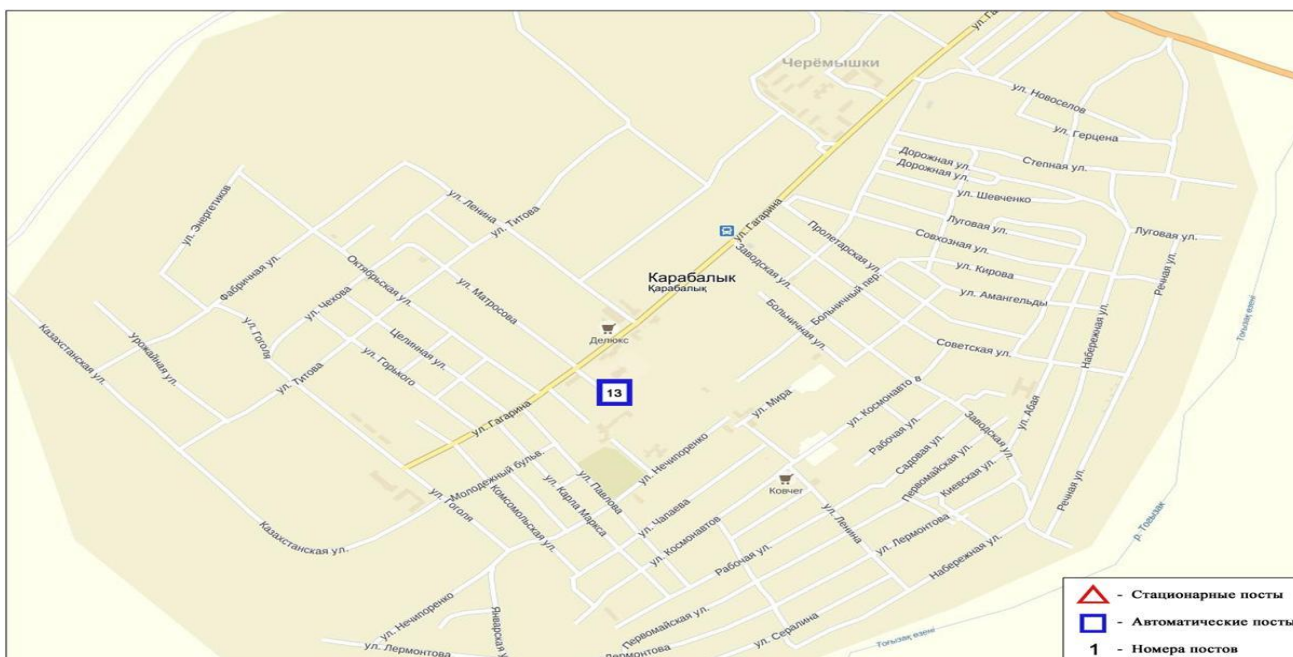 ул. Гагарина
Черёмышки
ул. Новоселов
ул. Герцена
Дорожная ул.
Дорожная ул.
Степная ул.
ул. Шевченко
ул. Энергетиков
ул. Ленина
ул. Титова
ул. Гагарина
Пролетарская ул.
Луговая ул.
Луговая ул.
Совхозная ул.
Заводская ул.
Фабричная ул.
Октябрьская ул.
ул. Чехова
ул. Матросова
Карабалык
Қарабалық
Больничный пер.
ул. Кирова
ул. Амангельды
Речная ул.
Набережная ул.
Тоғызақ өзені
Казахстанская ул.
Урожайная ул.
ул. Гоголя
Целинная ул.
ул. Горького
Делюкс
Больничная ул.
Советская ул.
ул. Титова
13
ул. Гагарина
ул. Мира
ул. Космонавто в
Рабочая ул.
Заводская ул.
ул. Абая
Садовая ул.
Первомайская ул.
Киевская ул.
Молодежный бульв.
ул. Нечипоренко
ул. Павлова
ул. Карла Маркса
Комсомольская ул.
ул. Гоголя
Ковчег
ул. Чапаева
ул. Ленина
Речная ул.
р. Тогызак
Казахстанская ул.
ул. Космонавтов
Рабочая ул.
ул. Лермонтова
Набережная ул.
ул. Нечипоренко
Январская ул.
Первомайская ул.
ул. Сералина
ул. Лермонтова
Тоғызақ өзені
- Стационарные посты
- Автоматические посты
1 - Номера постов